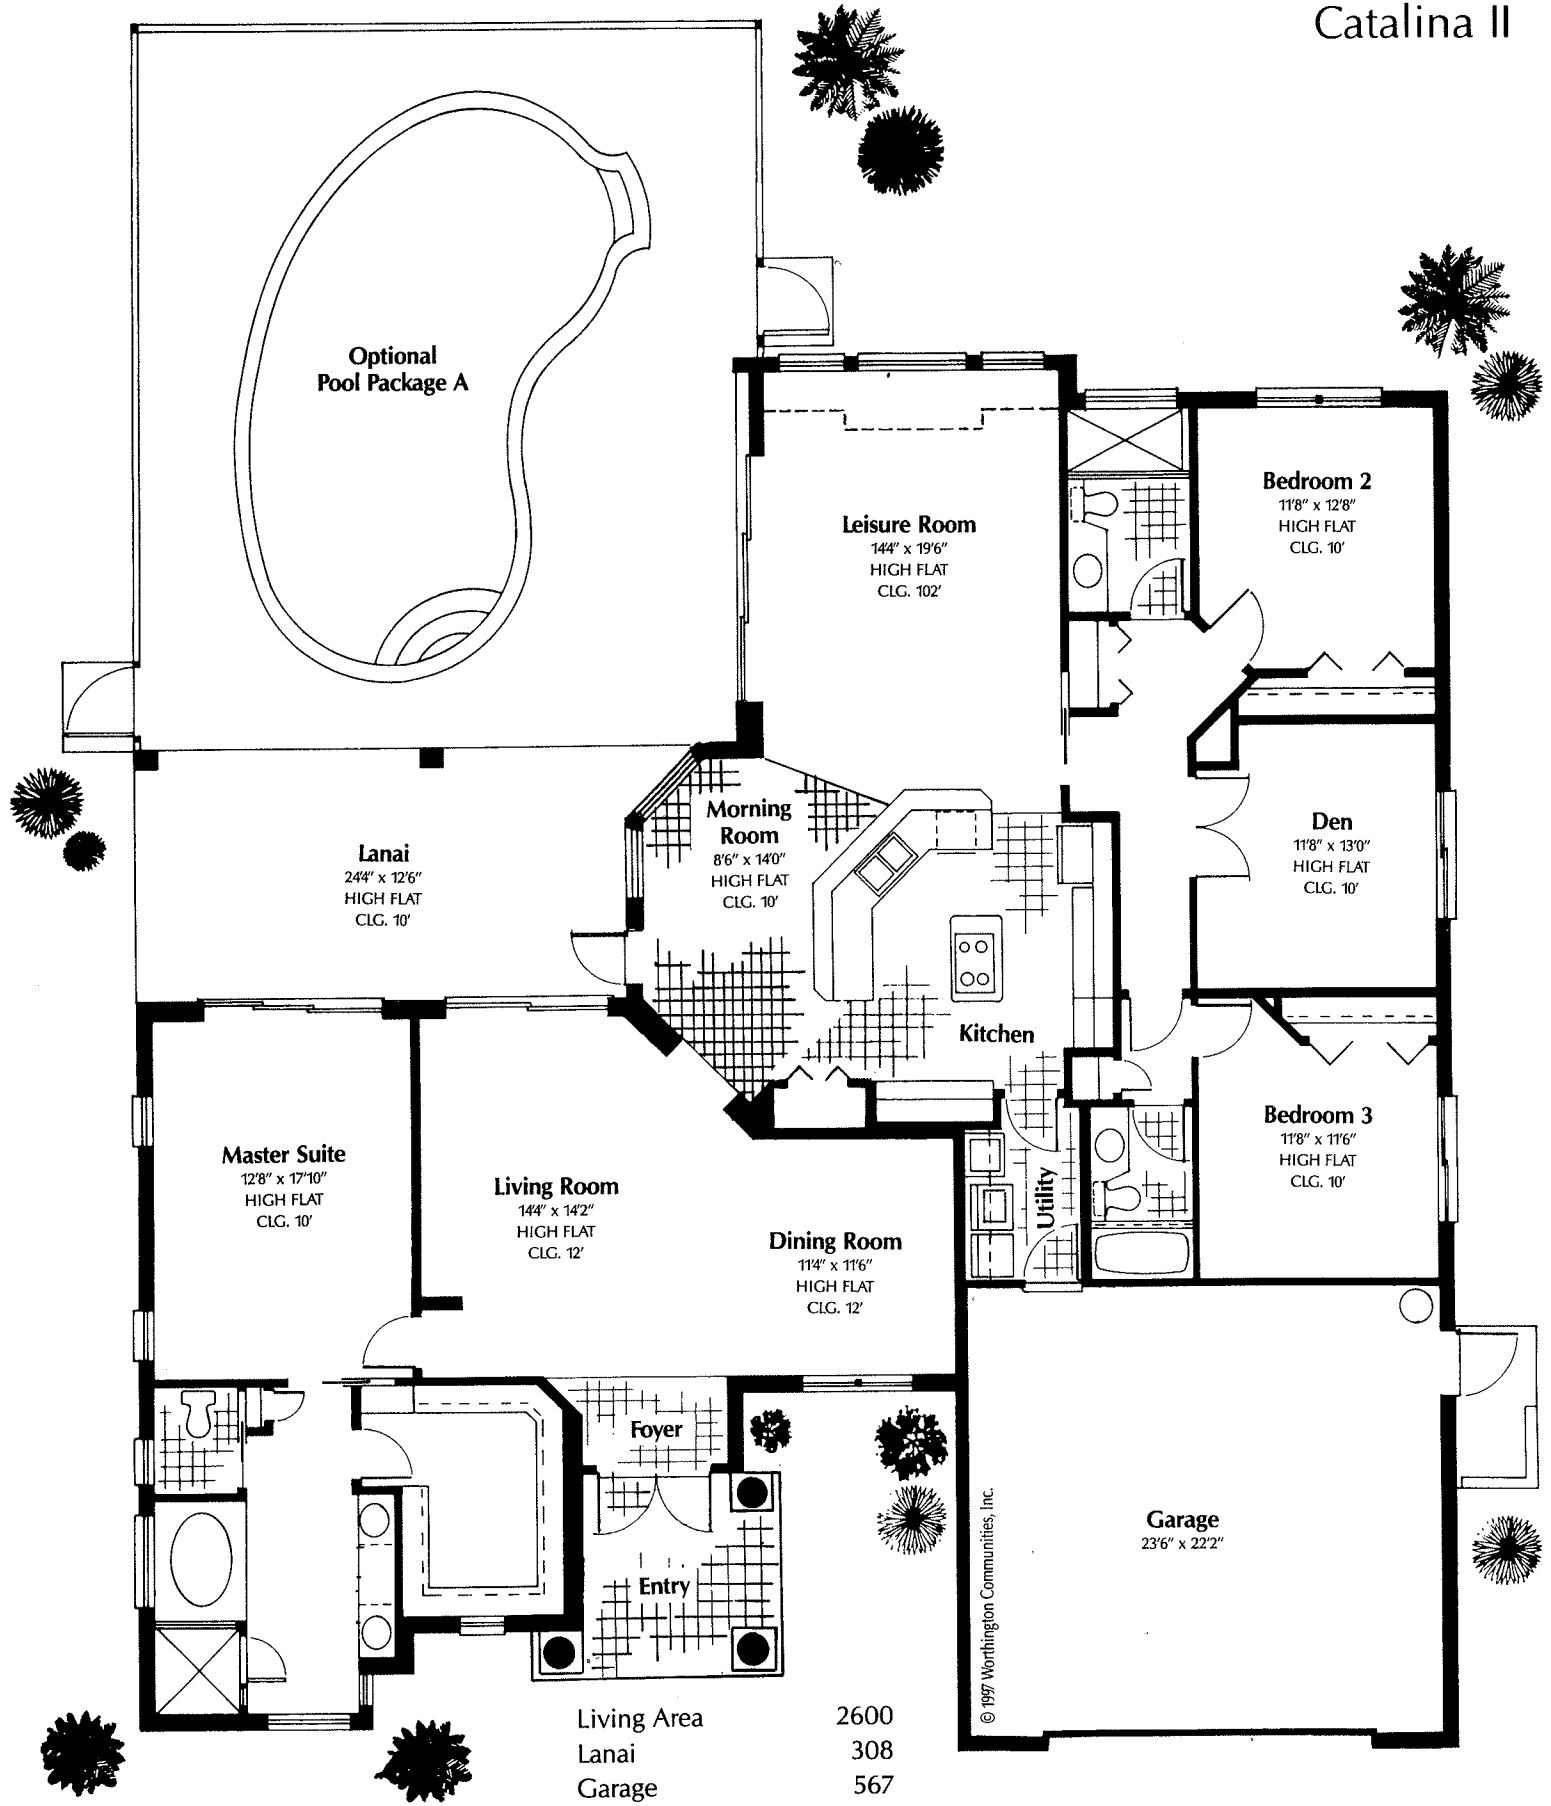 Catalina II
Optional
Pool Package A
Bedroom 2
11'8" x 12'8"
HIGH FLAT
CLG. 10'
Leisure Room
14'4" x 19'6"
HIGH FLAT
CLG. 102'
Morning
Room
8'6" x 14'0"
HIGH FLAT
CLG. 10'
Den
11'8" x 13'0"
HIGH FLAT
CLG. 10'
Lanai
24'4" x 12'6"
HIGH FLAT
CLG. 10'
Kitchen
Bedroom 3
11'8" x 11'6"
HIGH FLAT
CLG. 10'
Master Suite
12'8" x 17'10"
HIGH FLAT
CLG. 10'
Living Room
14'4" x 14'2"
HIGH FLAT
CLG. 12'
Utility
Dining Room
11'4" x 11'6"
HIGH FLAT
CLG. 12'
Foyer
Garage
23'6" x 22'2"
Entry
© 1997 Worthington Communities, Inc.
Living Area 2600
Lanai 308
Garage 567